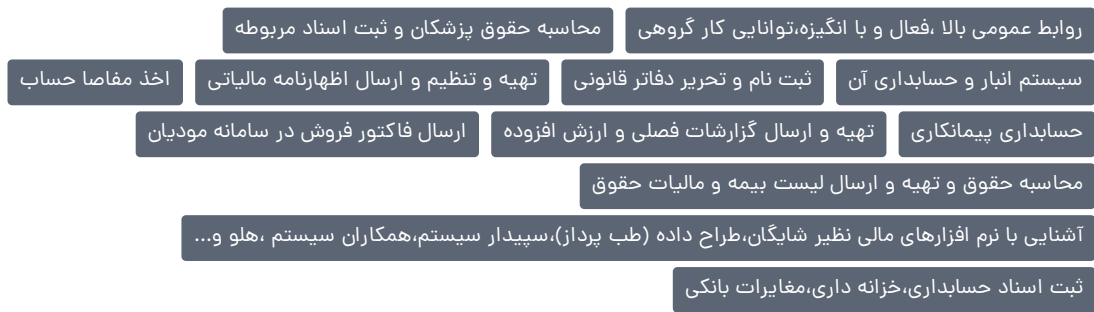 روابط عمومی بالا ،فعال و با انگیزه،توانایی کار گروهی محاسبه حقوق پزشکان و ثبت اسناد مربوطه
سیستم انبار و حسابداری آن ثبت نام و تحریر دفاتر قانونی تهیه و تنظیم و ارسال اظهارنامه مالیاتی اخذ مفاصا حساب
حسابداری پیمانکاری تهیه و ارسال گزارشات فصلی و ارزش افزوده ارسال فاکتور فروش در سامانه مودیان
محاسبه حقوق و تهیه و ارسال لیست بیمه و مالیات حقوق
آشنایی با نرم افزارهای مالی نظیر شایگان،طراح داده (طب پرداز)،سپیدار سیستم،همکاران سیستم ،هلو و...
ثبت اسناد حسابداری،خزانه داری،مغایرات بانکی